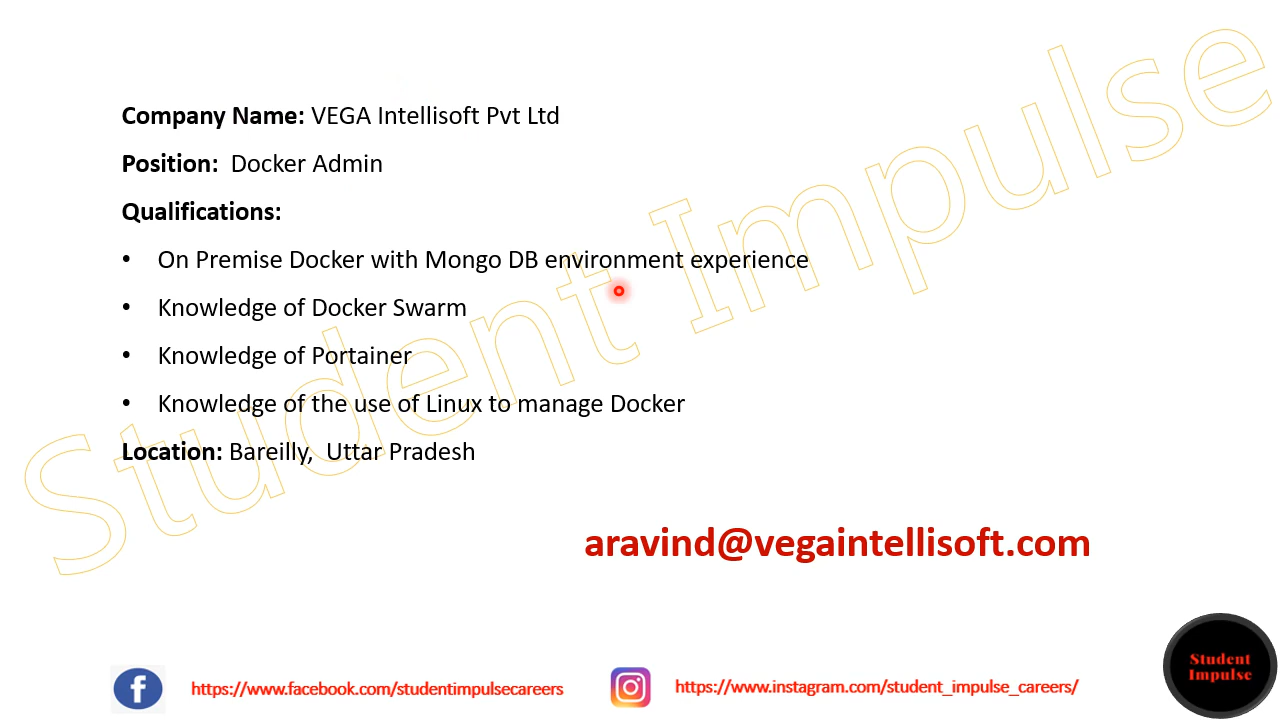 Company Name: VEGA Intellisoft Pvt Ltd
Position: Docker Admin
Qualifications:
• On Premise Docker with Mongo DB environment experience
• Knowledge of Docker Swarm
• Knowledge of Portainer
• Knowledge of the use of Linux to manage Docker
Location: Bareilly, Uttar Pradesh
Student Impulse
aravind@vegaintellisoft.com
https://www.facebook.com/studentimpulsecareers
https://www.instagram.com/student_impulse_careers/
Student
Impulse